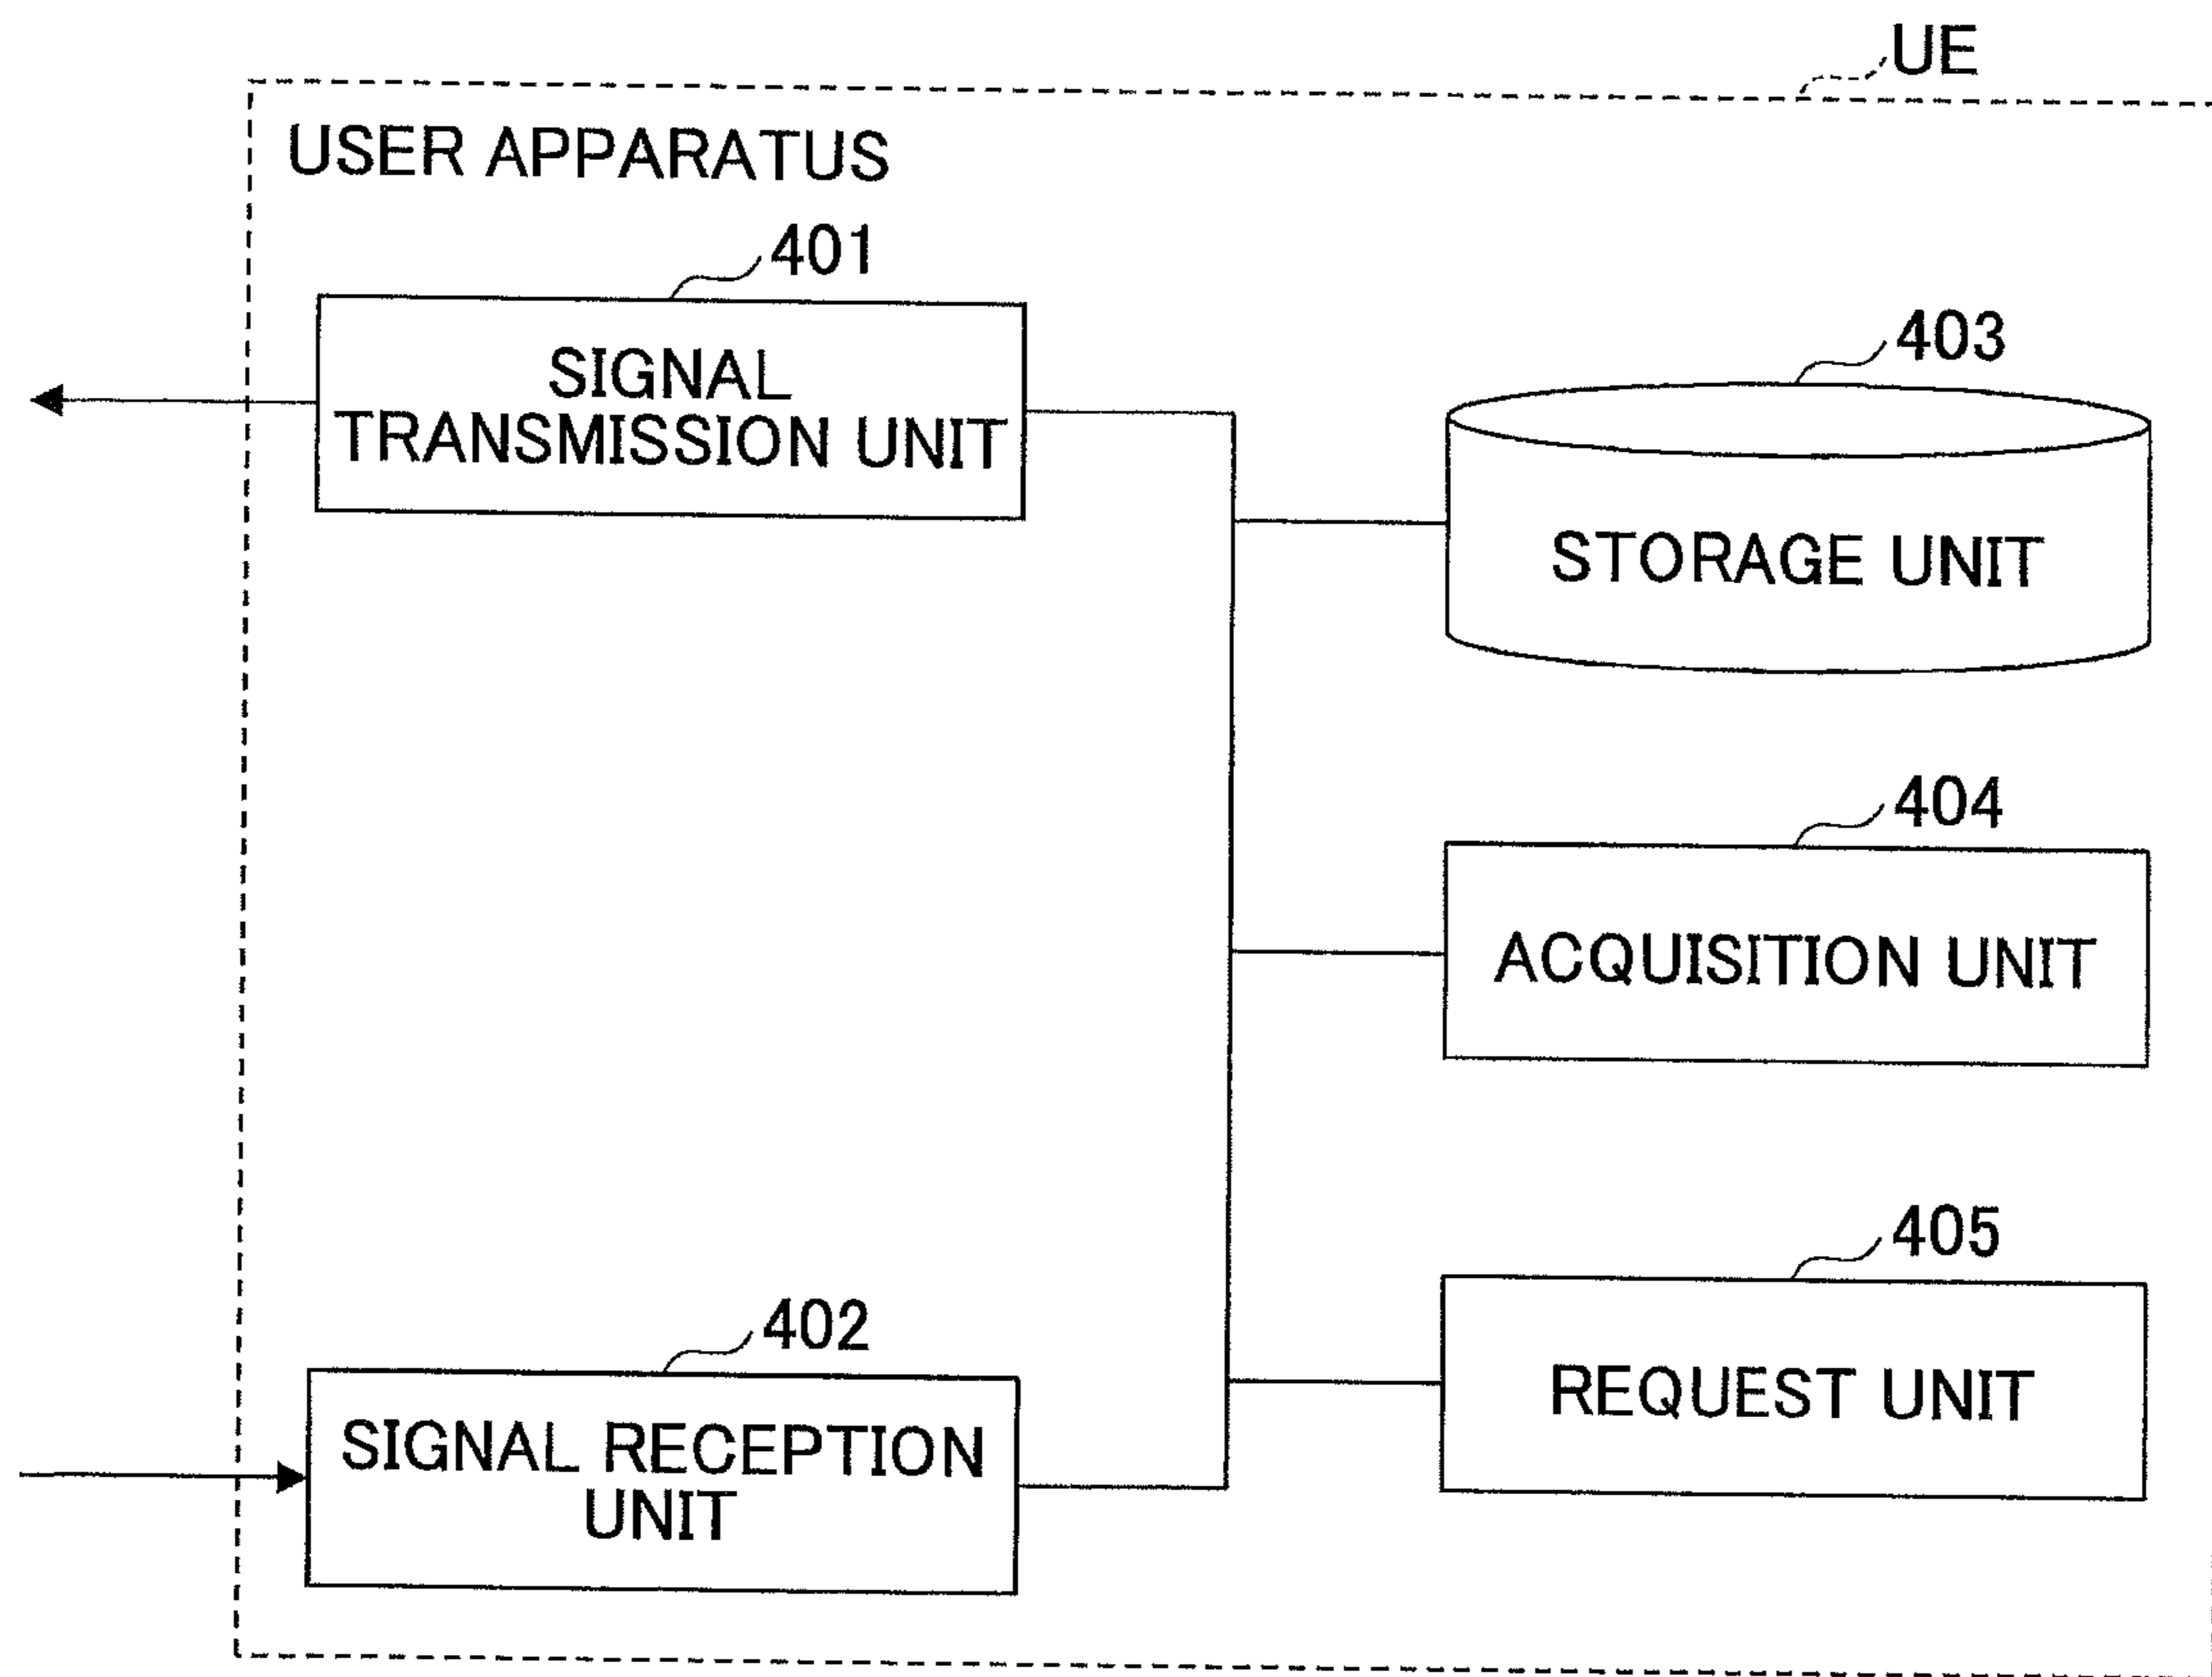 UE
USER APPARATUS
401
SIGNAL
TRANSMISSION UNIT
403
STORAGE UNIT
404
ACQUISITION UNIT
405
REQUEST UNIT
402
SIGNAL RECEPTION
UNIT